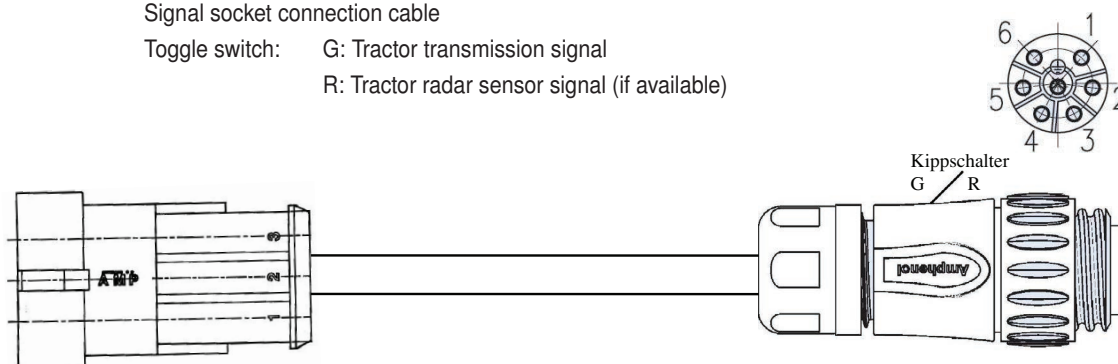 Signal socket connection cable
Toggle switch: G: Tractor transmission signal
R: Tractor radar sensor signal (if available)
6 1
5 2
4 3
Kippschalter
G R
3
AMP 2
1
Amphenol